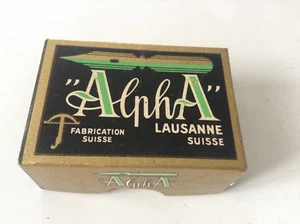 "AlphA"
FABRICATION
SUISSE
LAUSANNE
SUISSE
AlphA